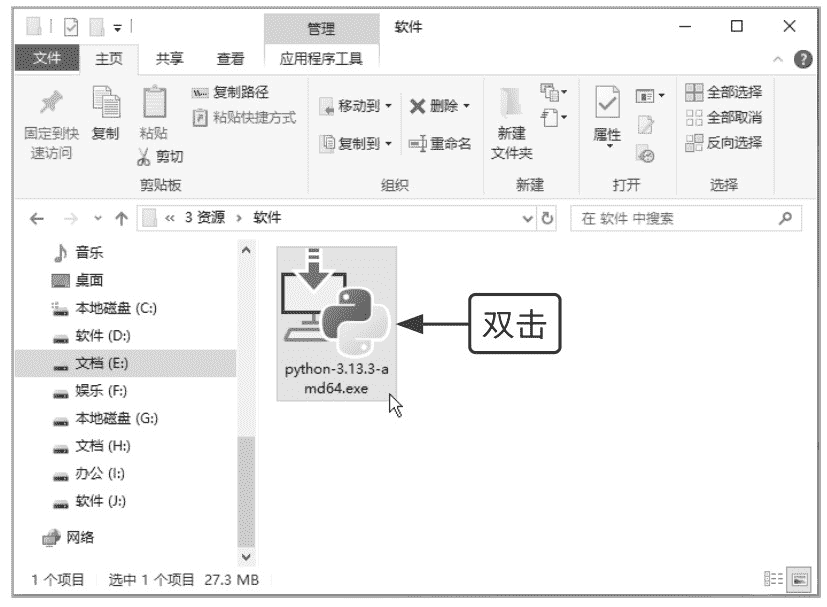 管理
软件
文件
主页
共享
查看
应用程序工具
固定到快
速访问
复制
粘贴
复制路径
粘贴快捷方式
剪切
剪贴板
移动到
复制到
删除
重命名
组织
新建
文件夹
新建
属性
打开
全部选择
全部取消
反向选择
选择
« 3 资源 › 软件
在 软件 中搜索
音乐
桌面
本地磁盘 (C:)
软件 (D:)
文档 (E:)
娱乐 (F:)
本地磁盘 (G:)
文档 (H:)
办公 (I:)
软件 (J:)
网络
python-3.13.3-a
md64.exe
双击
1 个项目
选中 1 个项目 27.3 MB